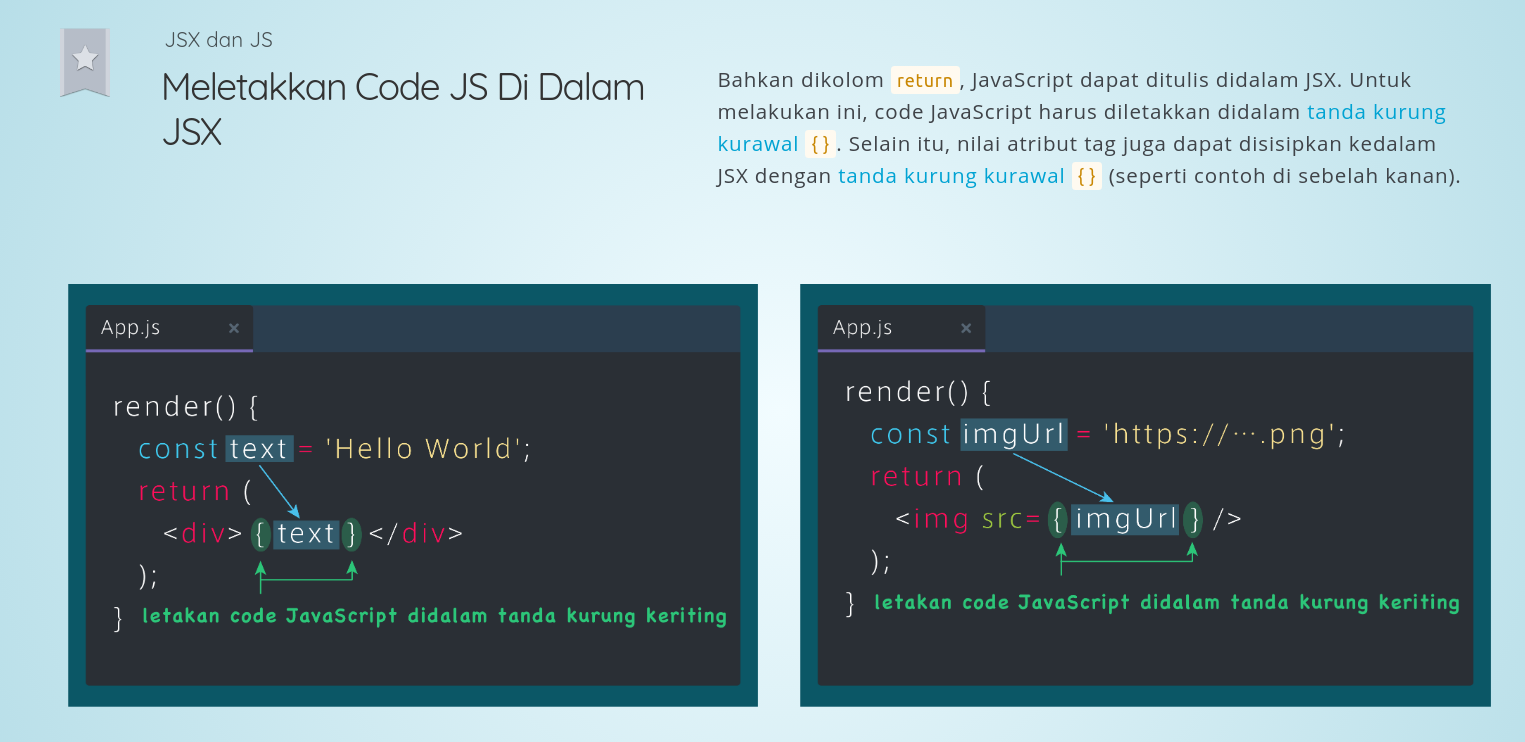 JSX dan JS
Meletakkan Code JS Di Dalam
JSX
Bahkan dikolom return, JavaScript dapat ditulis didalam JSX. Untuk
melakukan ini, code JavaScript harus diletakkan didalam tanda kurung
kurawal {}. Selain itu, nilai atribut tag juga dapat disisipkan kedalam
JSX dengan tanda kurung kurawal {} (seperti contoh di sebelah kanan).
App.js ×
render() {
const text = 'Hello World';
return (
<div> { text } </div>
);
}
letakan code JavaScript didalam tanda kurung keriting
App.js ×
render() {
const imgUrl = 'https://….png';
return (
<img src= { imgUrl } />
);
}
letakan code JavaScript didalam tanda kurung keriting